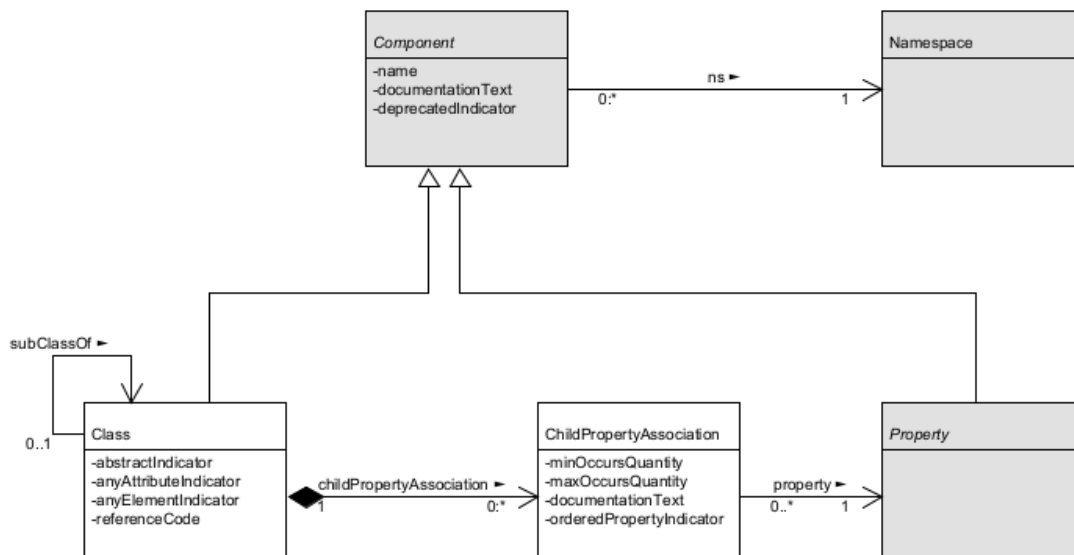 Component
-name
-documentationText
-deprecatedIndicator
ns ►
0:*
1
Namespace
subClassOf ►
0..1
Class
-abstractIndicator
-anyAttributeIndicator
-anyElementIndicator
-referenceCode
childPropertyAssociation ►
1
0:*
ChildPropertyAssociation
-minOccursQuantity
-maxOccursQuantity
-documentationText
-orderedPropertyIndicator
property ►
0..*
1
Property